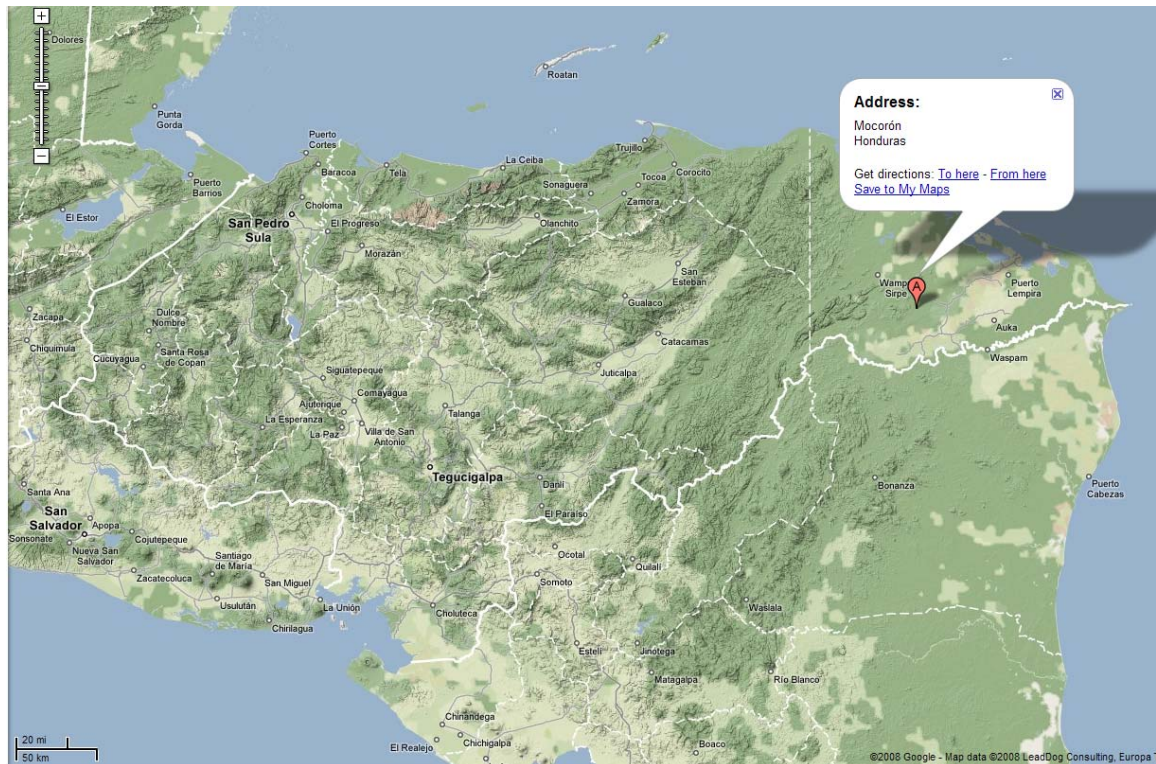 Dolores
Roatan
Punta
Gorda
Address:
Mocorón
Honduras
Get directions: To here - From here
Save to My Maps
Puerto
Cortes
Trujillo
Baracoa
Tela
La Ceiba
Corocito
Puerto
Barrios
Sonaguera
Tocoa
Zamora
El Estor
Choloma
San Pedro
Sula
El Progreso
Olanchito
Morazán
San
Esteban
Wampu
Sirpe
A
Puerto
Lempira
Gualaco
Zacapa
Dulce
Nombre
Auka
Catacamas
Chiquimula
Cucuyagua
Santa Rosa
de Copan
Waspam
Siguatepeque
Juticalpa
Comayagua
Ajuterique
Talanga
La Esperanza
La Paz
Villa de San
Antonio
Tegucigalpa
Danlí
Bonanza
Puerto
Cabezas
Santa Ana
El Paraíso
San
Salvador
Apopa
Sonsonate
Nueva San
Salvador
Cojutepeque
Ocotal
Quilalí
Santiago
de María
Zacatecoluca
San Miguel
Somoto
Usulután
La Unión
Choluteca
Waslala
Chirilagua
Estelí
Jinotega
Matagalpa
Río Blanco
Chinandega
Chichigalpa
El Realejo
Boaco
20 mi
50 km
©2008 Google - Map data ©2008 LeadDog Consulting, Europa T